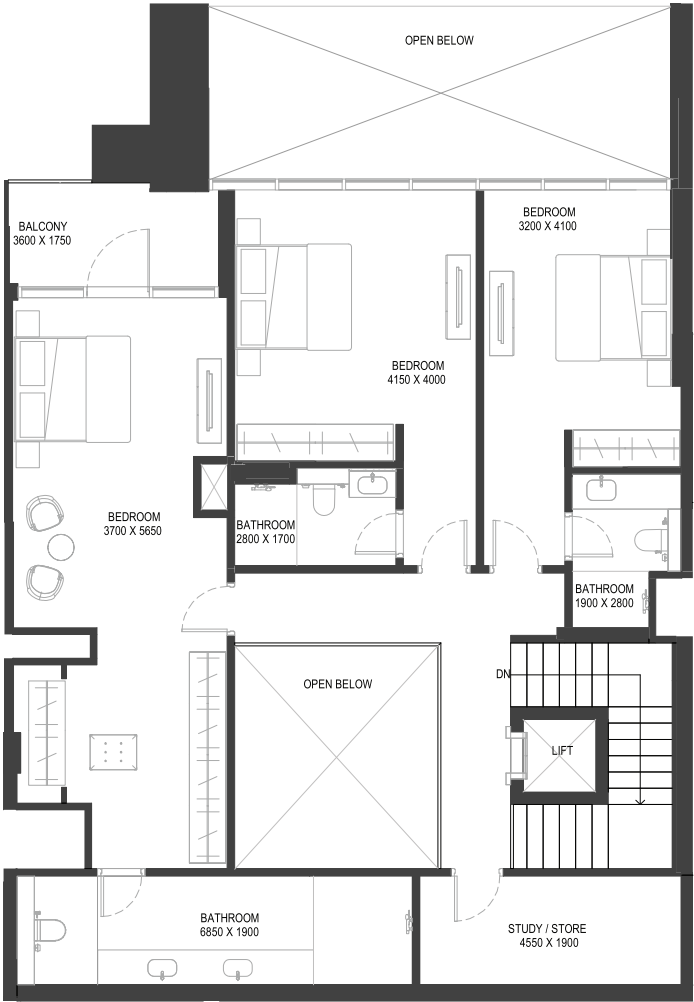 OPEN BELOW
BALCONY
3600 X 1750
BEDROOM
3200 X 4100
BEDROOM
4150 X 4000
BEDROOM
3700 X 5650
BATHROOM
2800 X 1700
BATHROOM
1900 X 2800
OPEN BELOW
DN
LIFT
BATHROOM
6850 X 1900
STUDY / STORE
4550 X 1900